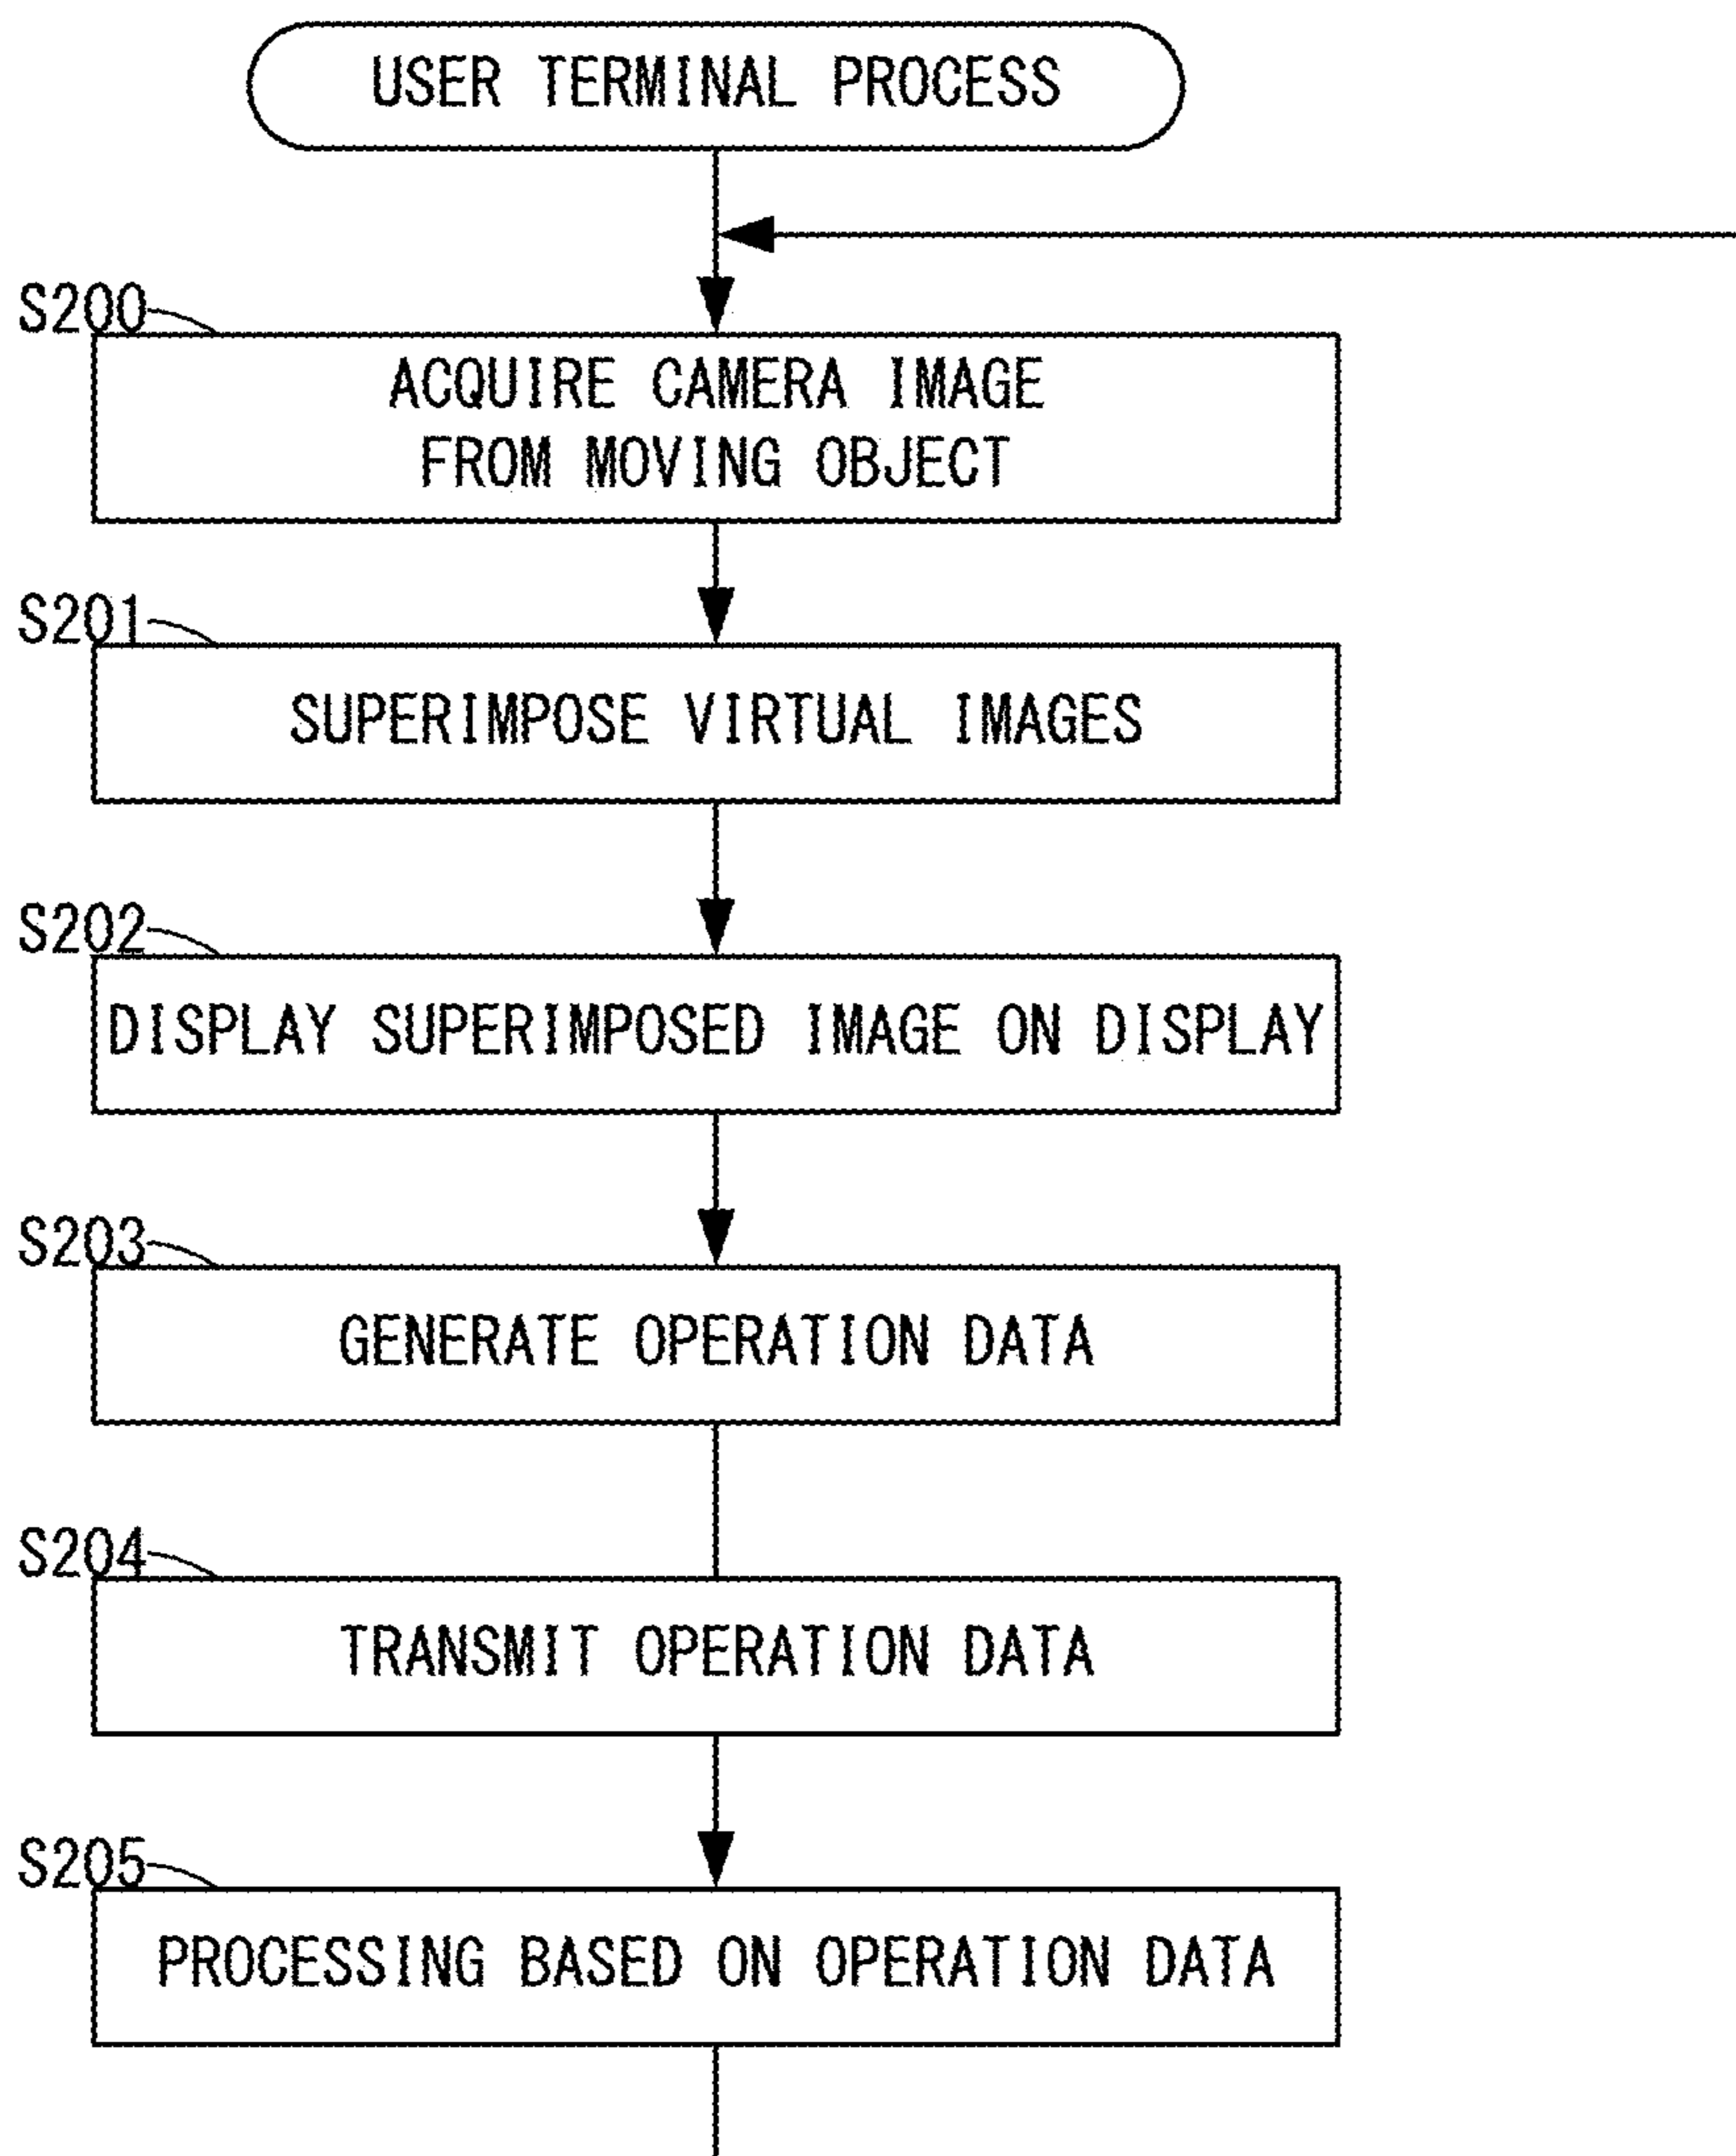 USER TERMINAL PROCESS
S200
ACQUIRE CAMERA IMAGE
FROM MOVING OBJECT
S201
SUPERIMPOSE VIRTUAL IMAGES
S202
DISPLAY SUPERIMPOSED IMAGE ON DISPLAY
S203
GENERATE OPERATION DATA
S204
TRANSMIT OPERATION DATA
S205
PROCESSING BASED ON OPERATION DATA